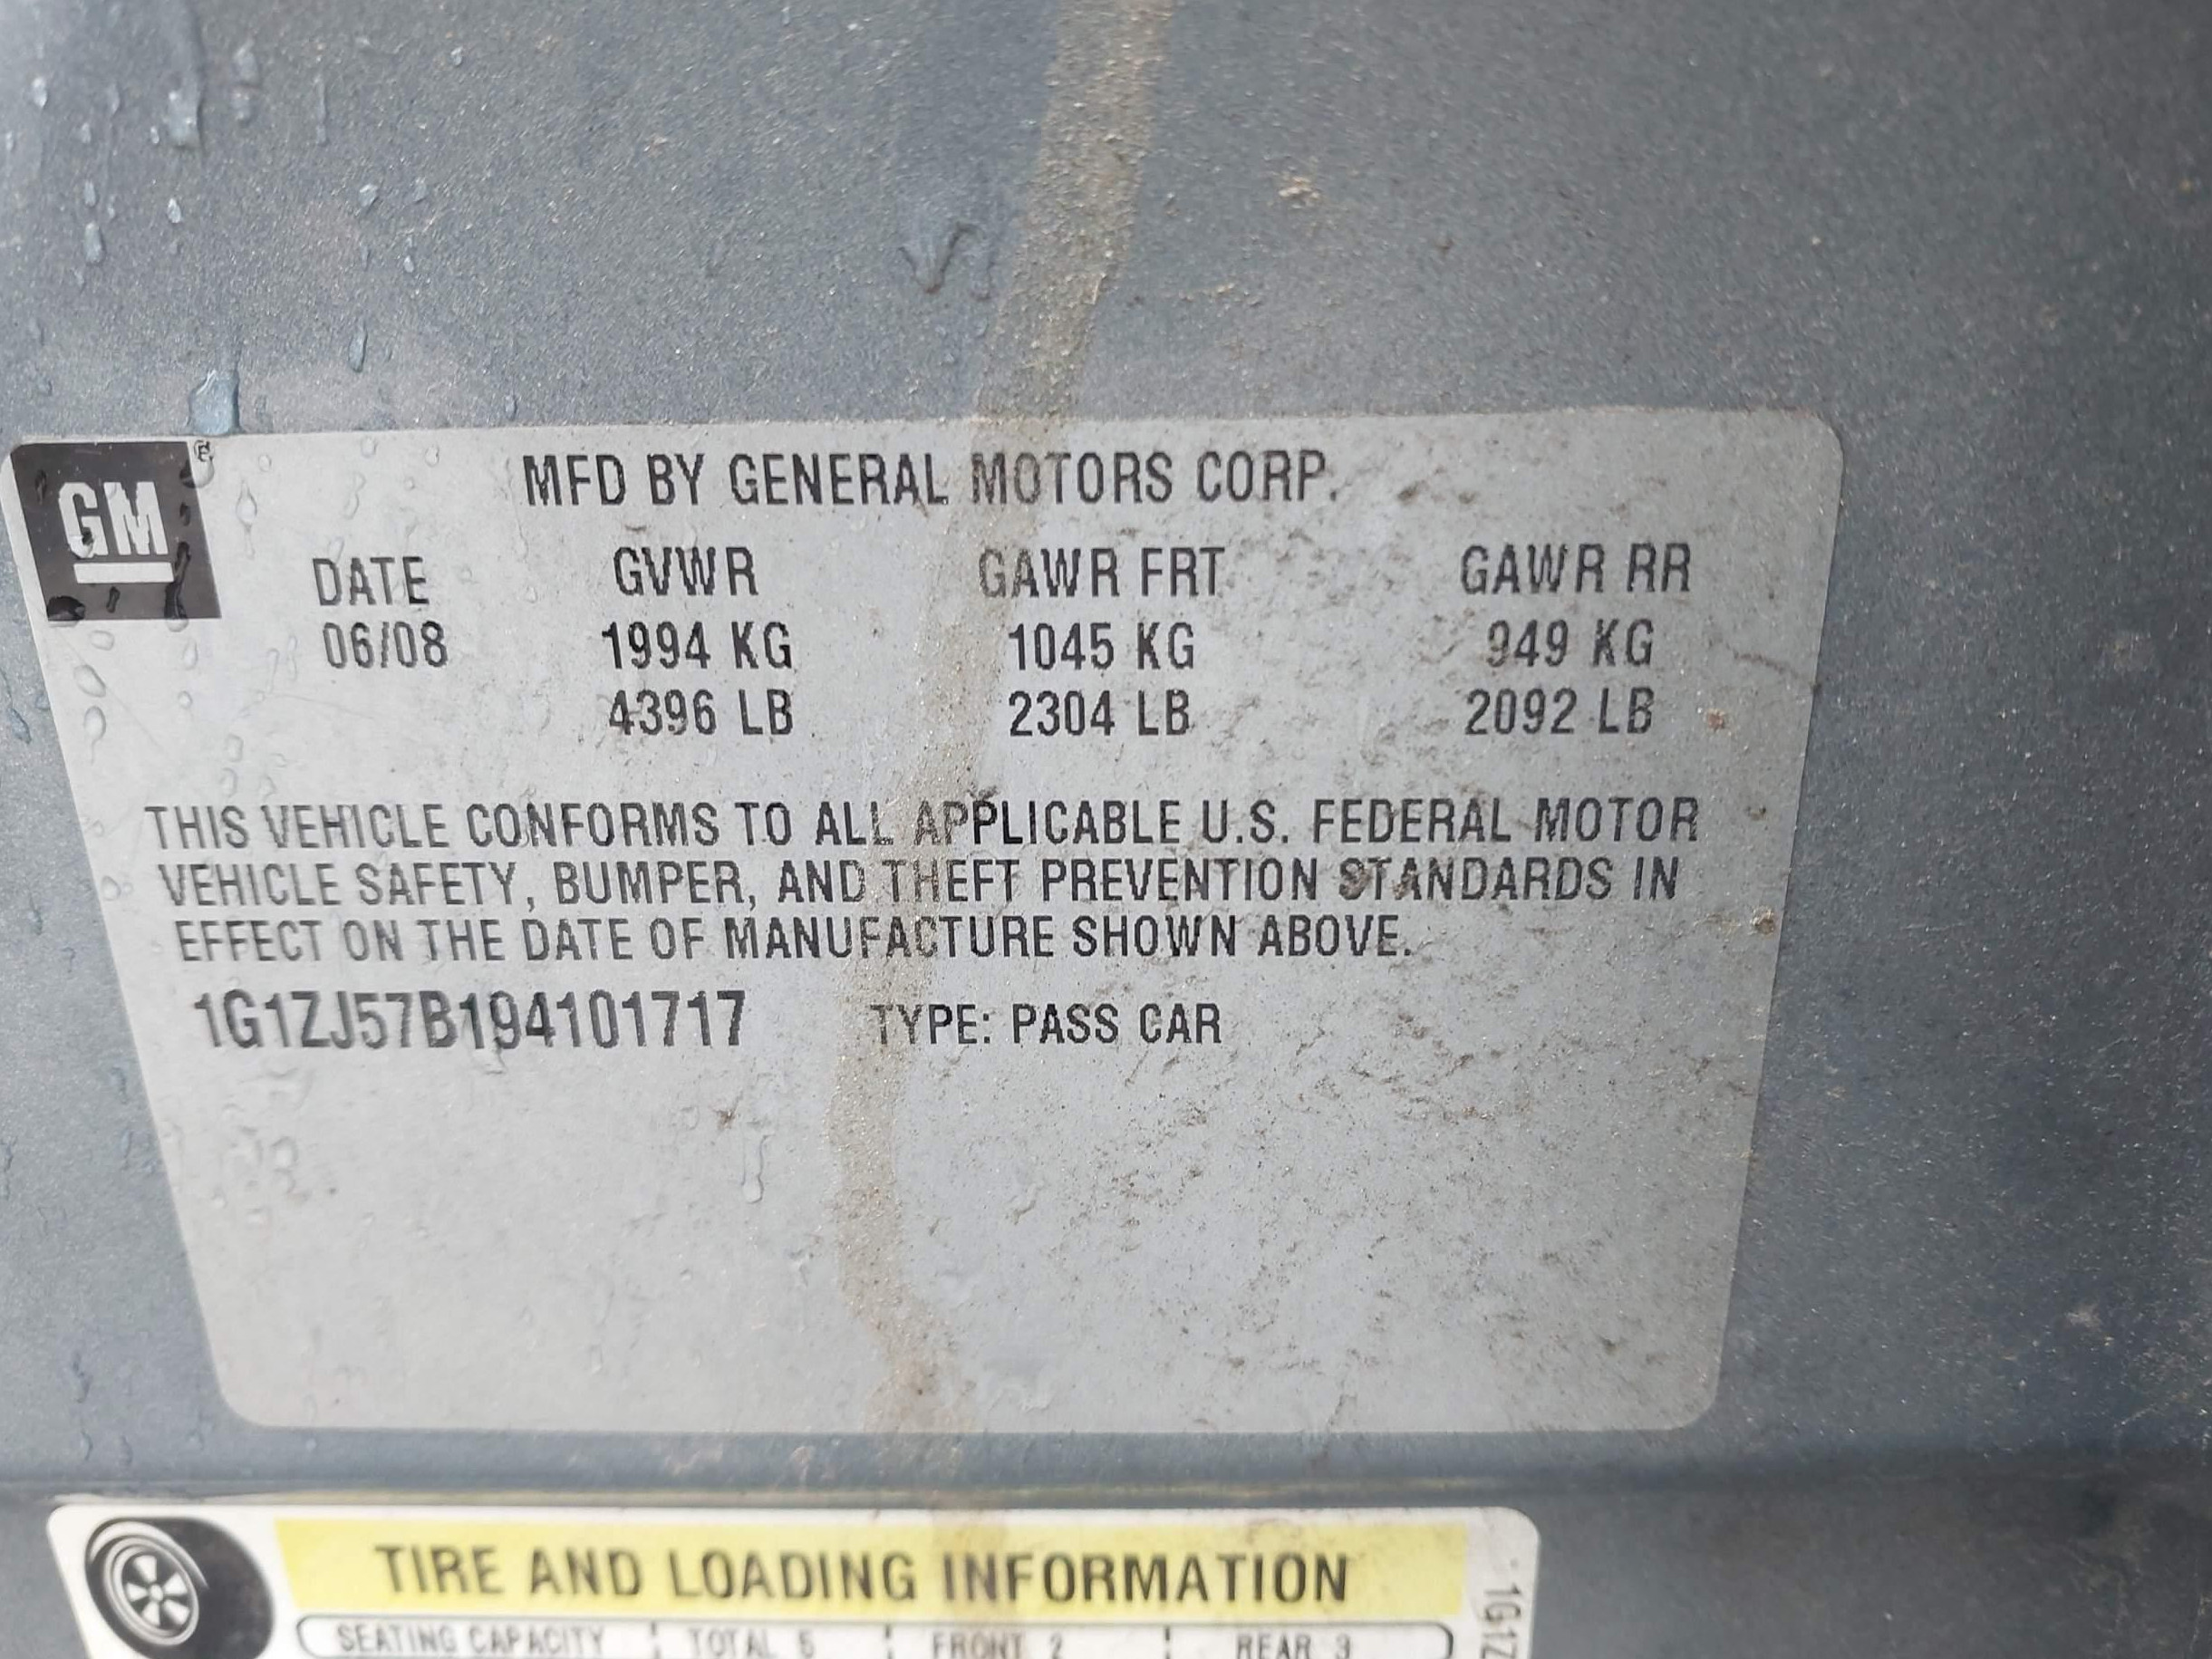 GM
MFD BY GENERAL MOTORS CORP.
DATE GVWR GAWR FRT GAWR RR
06/08 1994 KG 1045 KG 949 KG
4396 LB 2304 LB 2092 LB
THIS VEHICLE CONFORMS TO ALL APPLICABLE U.S. FEDERAL MOTOR
VEHICLE SAFETY, BUMPER, AND THEFT PREVENTION STANDARDS IN
EFFECT ON THE DATE OF MANUFACTURE SHOWN ABOVE.
1G1ZJ57B194101717 TYPE: PASS CAR
TIRE AND LOADING INFORMATION
SEATING CAPACITY TOTAL 5 FRONT 2 REAR 3
1G1Z